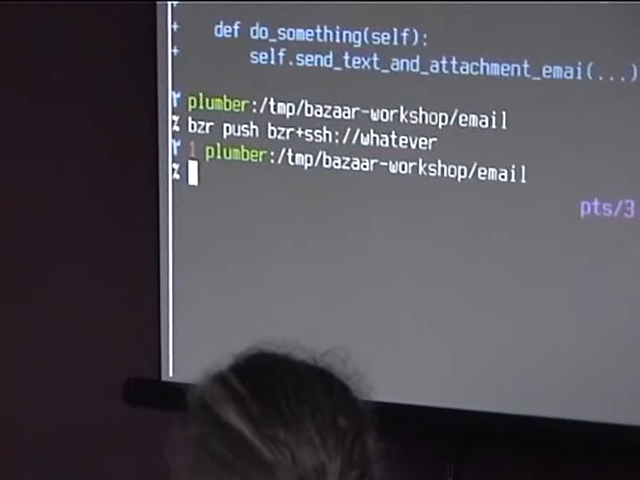 + def do_something(self):
+ self.send_text_and_attachment_emai(...)
plumber:/tmp/bazaar-workshop/email
% bzr push bzr+ssh://whatever
1 plumber:/tmp/bazaar-workshop/email
%
pts/3